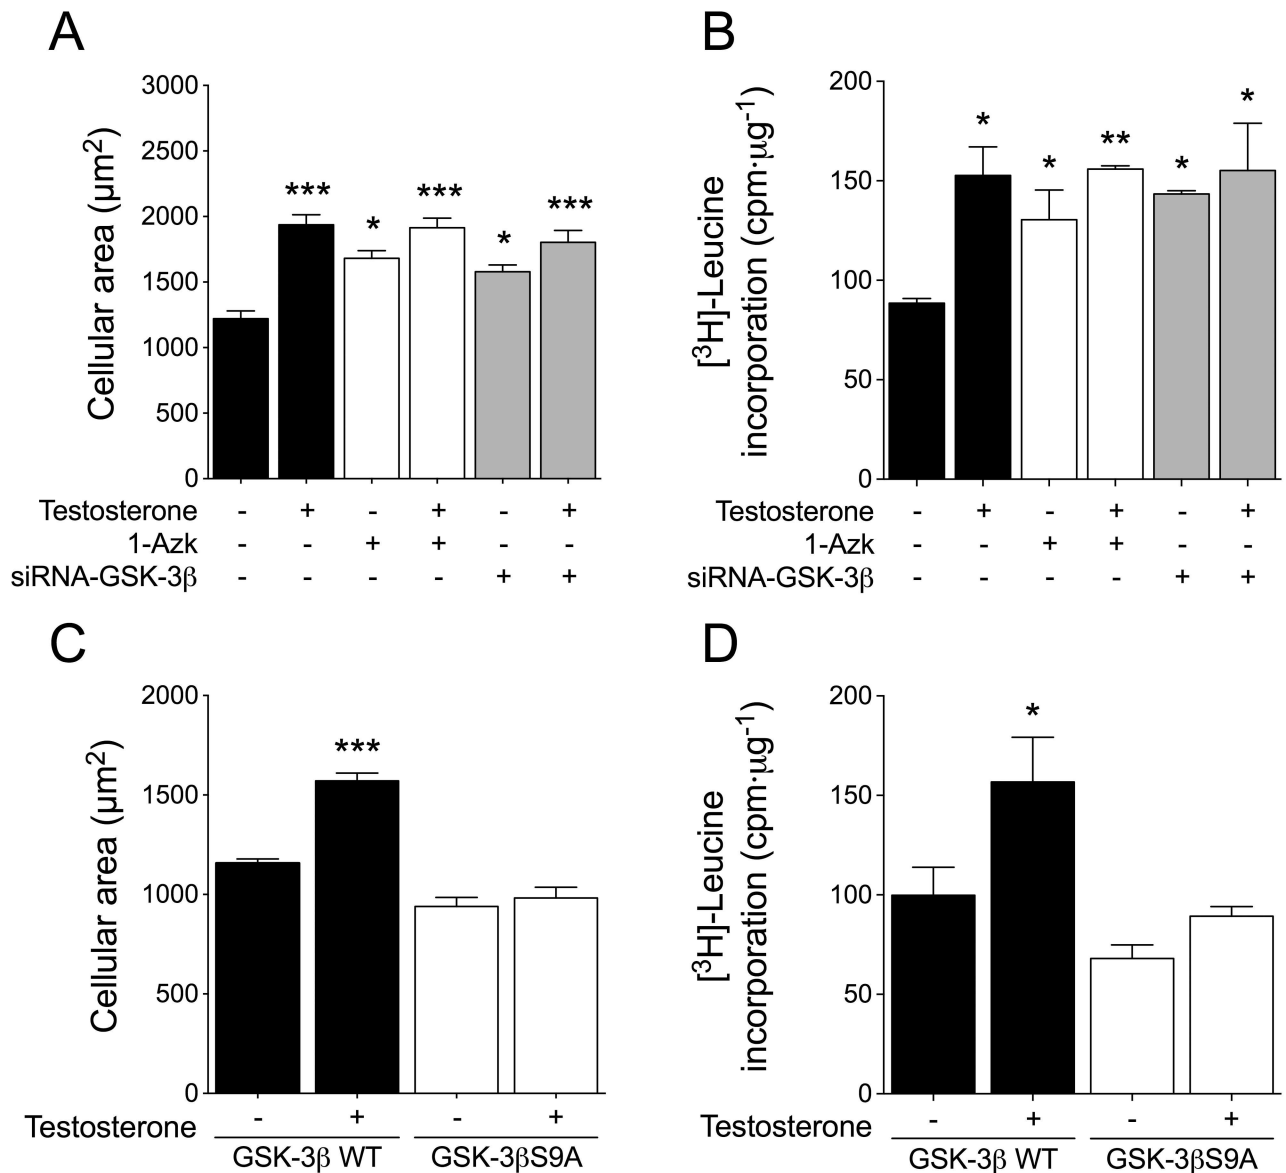 A
Cellular area (µm²)
3000
2500
2000
1500
1000
500
0
***
*
***
*
***
Testosterone - + - + - +
1-Azk - - + + - -
siRNA-GSK-3β - - - - + +
B
[³H]-Leucine
incorporation (cpm·µg⁻¹)
200
150
100
50
0
*
*
**
*
*
Testosterone - + - + - +
1-Azk - - + + - -
siRNA-GSK-3β - - - - + +
C
Cellular area (µm²)
2000
1500
1000
500
0
***
Testosterone - + - +
GSK-3β WT GSK-3βS9A
D
[³H]-Leucine
incorporation (cpm·µg⁻¹)
200
150
100
50
0
*
Testosterone - + - +
GSK-3β WT GSK-3βS9A